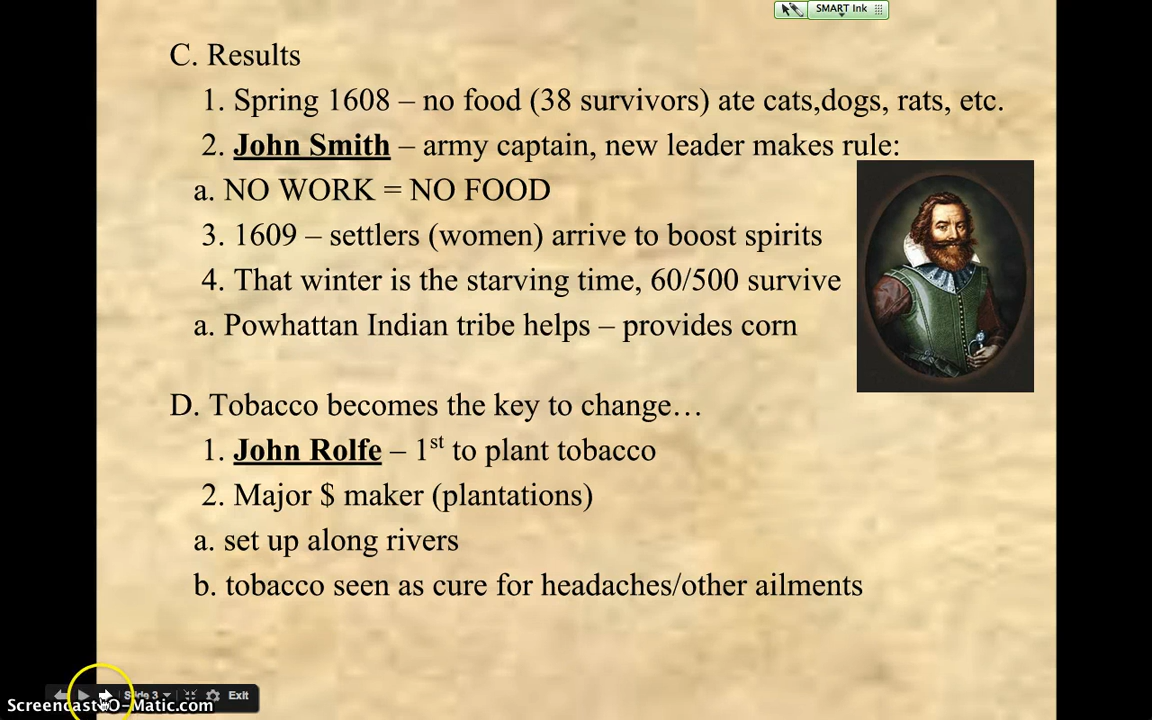 SMART Ink
C. Results
1. Spring 1608 – no food (38 survivors) ate cats,dogs, rats, etc.
2. John Smith – army captain, new leader makes rule:
a. NO WORK = NO FOOD
3. 1609 – settlers (women) arrive to boost spirits
4. That winter is the starving time, 60/500 survive
a. Powhattan Indian tribe helps – provides corn
D. Tobacco becomes the key to change…
1. John Rolfe – 1st to plant tobacco
2. Major $ maker (plantations)
a. set up along rivers
b. tobacco seen as cure for headaches/other ailments
Slide 3 Exit
Screencast-O-Matic.com